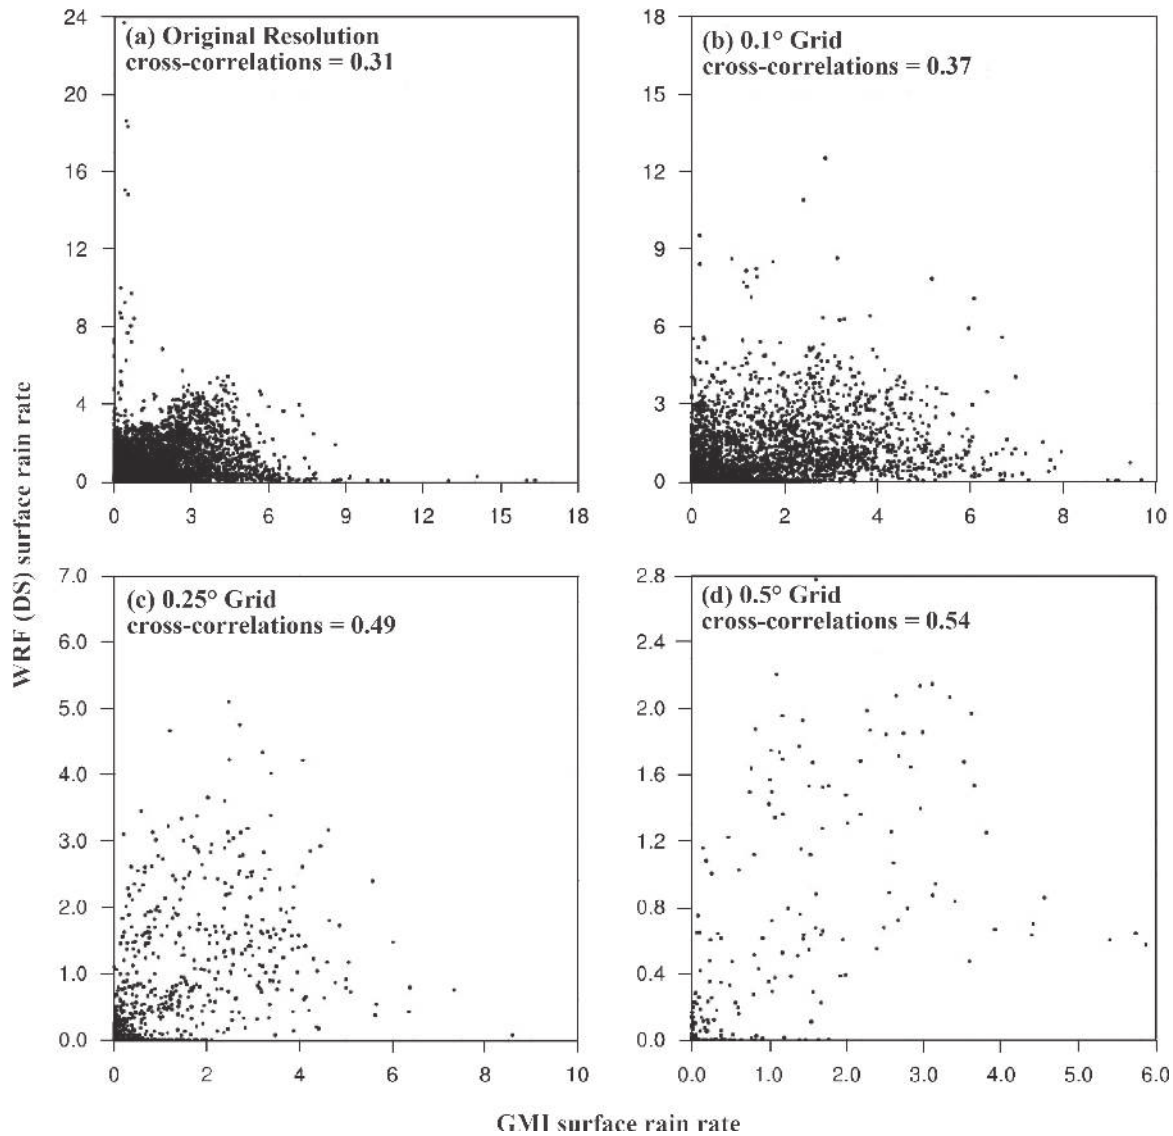 (a) Original Resolution
cross-correlations = 0.31
24
20
16
12
8
4
0
0 3 6 9 12 15 18
(b) 0.1° Grid
cross-correlations = 0.37
18
15
12
9
6
3
0
0 2 4 6 8 10
WRF (DS) surface rain rate
(c) 0.25° Grid
cross-correlations = 0.49
7.0
6.0
5.0
4.0
3.0
2.0
1.0
0.0
0 2 4 6 8 10
(d) 0.5° Grid
cross-correlations = 0.54
2.8
2.4
2.0
1.6
1.2
0.8
0.4
0.0
0.0 1.0 2.0 3.0 4.0 5.0 6.0
GMI surface rain rate